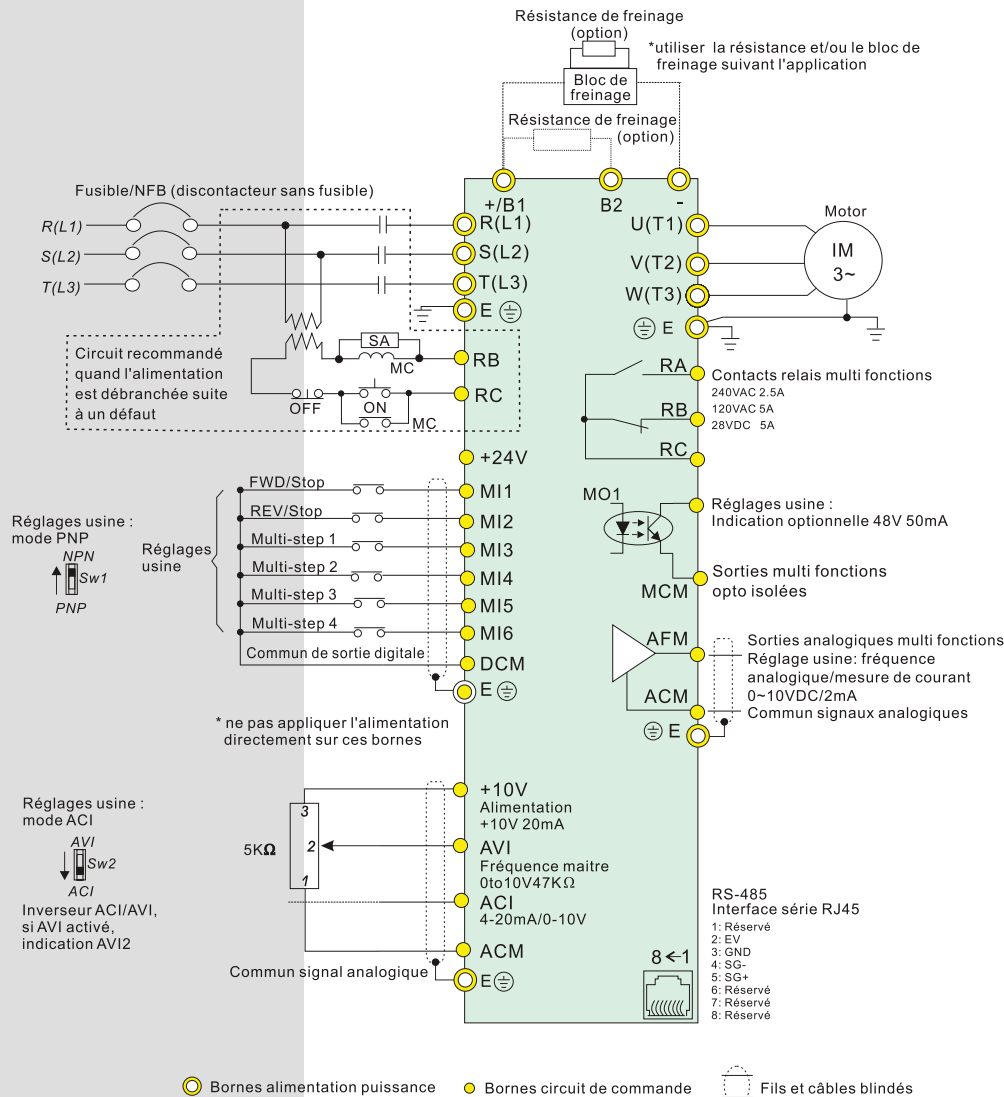 Résistance de freinage
(option)
*utiliser la résistance et/ou le bloc de
freinage suivant l'application
Bloc de
freinage
Résistance de freinage
(option)
Fusible/NFB (discontacteur sans fusible)
+/B1
B2
-
R(L1)
R(L1)
U(T1)
Motor
S(L2)
S(L2)
V(T2)
IM
3~
T(L3)
T(L3)
W(T3)
E
E
Circuit recommandé
quand l'alimentation
est débranchée suite
à un défaut
SA
MC
RB
OFF
ON
MC
RC
RA
Contacts relais multi fonctions
240VAC 2.5A
120VAC 5A
28VDC 5A
RB
RC
+24V
FWD/Stop
MI1
REV/Stop
MI2
Multi-step 1
MI3
Multi-step 2
MI4
Multi-step 3
MI5
Multi-step 4
MI6
Commun de sortie digitale
DCM
E
Réglages usine :
mode PNP
NPN
Sw1
PNP
Réglages
usine
MO1
Réglages usine :
Indication optionnelle 48V 50mA
MCM
Sorties multi fonctions
opto isolées
AFM
Sorties analogiques multi fonctions
Réglage usine: fréquence
analogique/mesure de courant
0~10VDC/2mA
ACM
Commun signaux analogiques
E
* ne pas appliquer l'alimentation
directement sur ces bornes
Réglages usine :
mode ACI
AVI
Sw2
ACI
Inverseur ACI/AVI,
si AVI activé,
indication AVI2
5KΩ
3
2
1
+10V
Alimentation
+10V 20mA
AVI
Fréquence maitre
0to10V47KΩ
ACI
4-20mA/0-10V
ACM
Commun signal analogique
E
8 ← 1
RS-485
Interface série RJ45
1: Réservé
2: EV
3: GND
4: SG-
5: SG+
6: Réservé
7: Réservé
8: Réservé
Bornes alimentation puissance
Bornes circuit de commande
Fils et câbles blindés